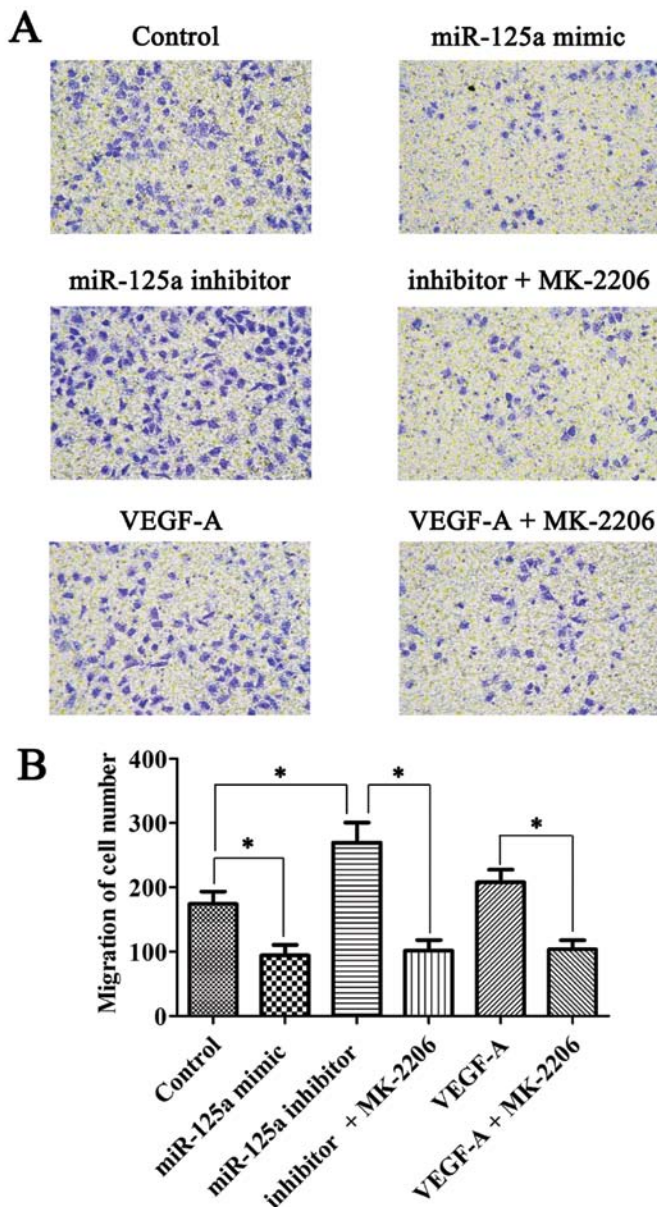 A
Control
miR-125a mimic
miR-125a inhibitor
inhibitor + MK-2206
VEGF-A
VEGF-A + MK-2206
B
Migration of cell number
400
300
200
100
0
*
*
*
*
Control
miR-125a mimic
miR-125a inhibitor
inhibitor + MK-2206
VEGF-A
VEGF-A + MK-2206